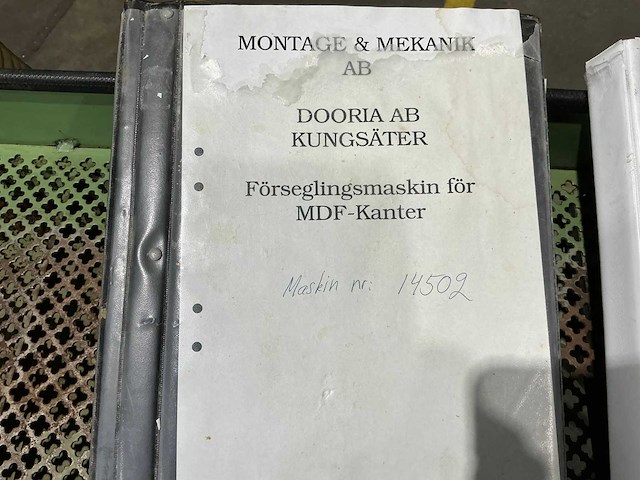 MONTAGE & MEKANIK
AB
DOORIA AB
KUNGSÄTER
Förseglingsmaskin för
MDF-Kanter
Maskin nr: 14502